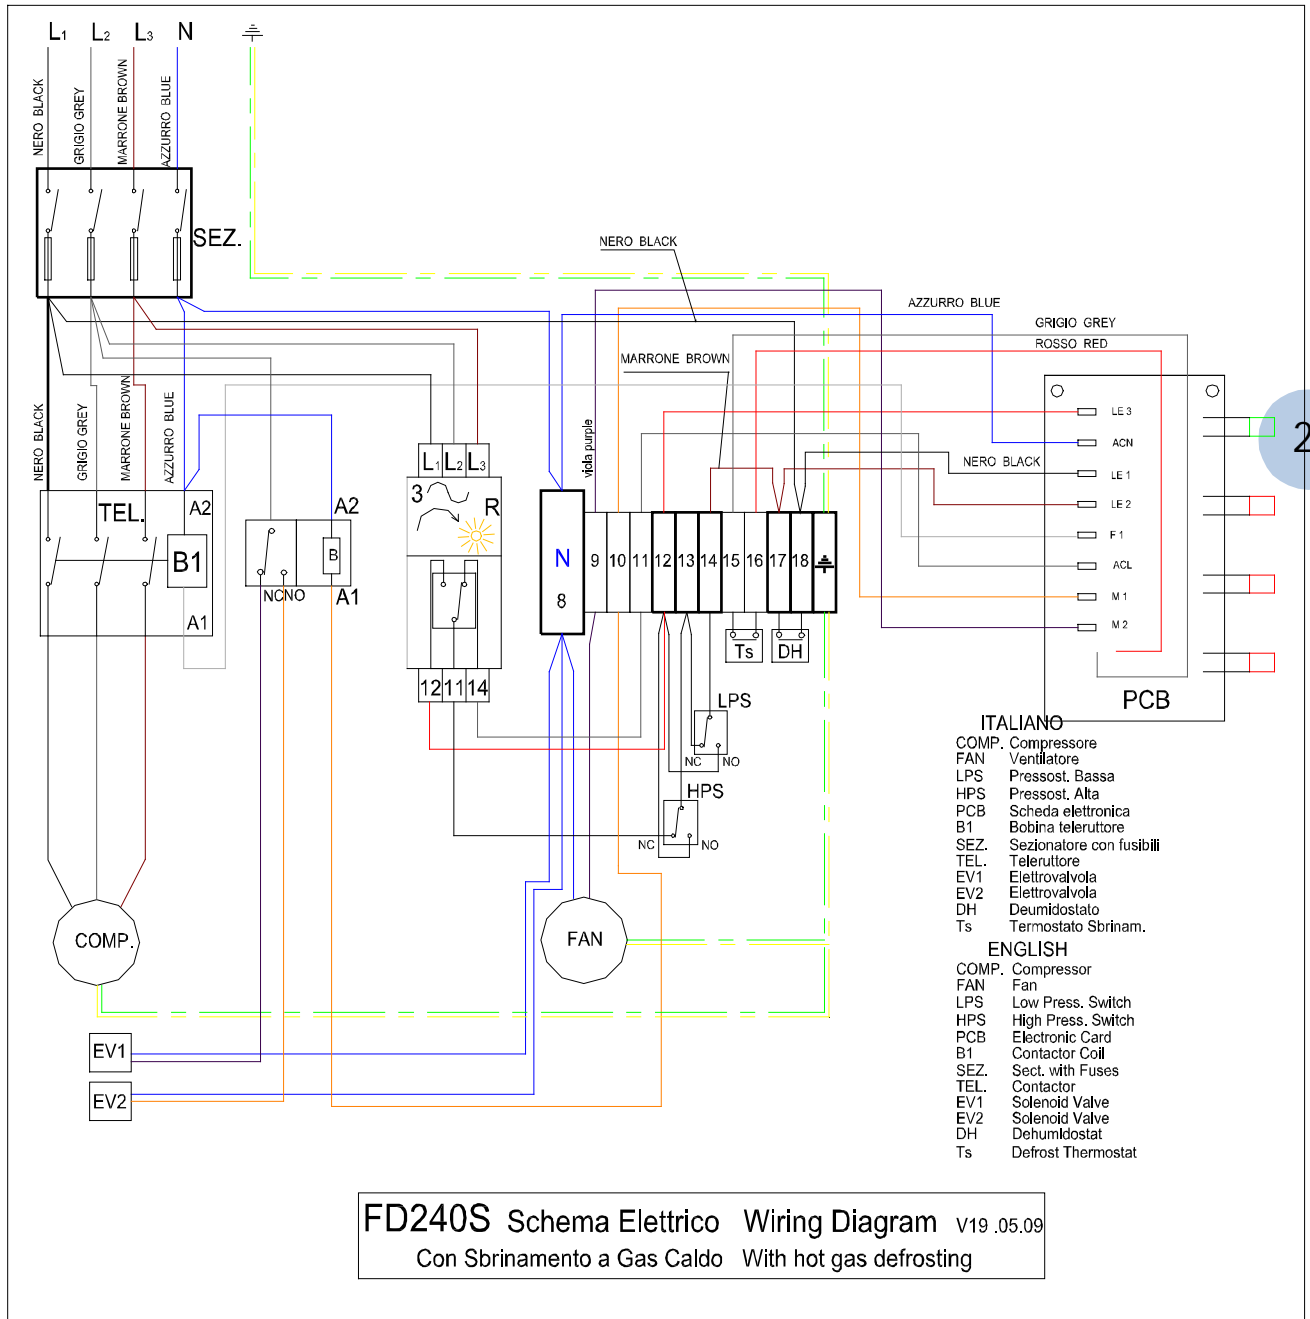 L1 L2 L3 N
NERO BLACK
GRIGIO GREY
MARRONE BROWN
AZZURRO BLUE
SEZ.
NERO BLACK
AZZURRO BLUE
GRIGIO GREY
ROSSO RED
MARRONE BROWN
viola purple
NERO BLACK
NERO BLACK
GRIGIO GREY
MARRONE BROWN
AZZURRO BLUE
LE 3
ACN
LE 1
LE 2
F 1
ACL
M 1
M 2
PCB
2
TEL.
A2
B1
A1
A2
B
A1
NC NO
L1 L2 L3
3
R
12 11 14
N
8
9 10 11 12 13 14 15 16 17 18
Ts
DH
LPS
NC NO
HPS
NC NO
COMP.
FAN
EV1
EV2
ITALIANO
COMP. Compressore
FAN Ventilatore
LPS Pressost. Bassa
HPS Pressost. Alta
PCB Scheda elettronica
B1 Bobina teleruttore
SEZ. Sezionatore con fusibili
TEL. Teleruttore
EV1 Elettrovalvola
EV2 Elettrovalvola
DH Deumidostato
Ts Termostato Sbrinam.
ENGLISH
COMP. Compressor
FAN Fan
LPS Low Press. Switch
HPS High Press. Switch
PCB Electronic Card
B1 Contactor Coil
SEZ. Sect. with Fuses
TEL. Contactor
EV1 Solenoid Valve
EV2 Solenoid Valve
DH Dehumidostat
Ts Defrost Thermostat
FD240S Schema Elettrico Wiring Diagram V19 .05.09
Con Sbrinamento a Gas Caldo With hot gas defrosting